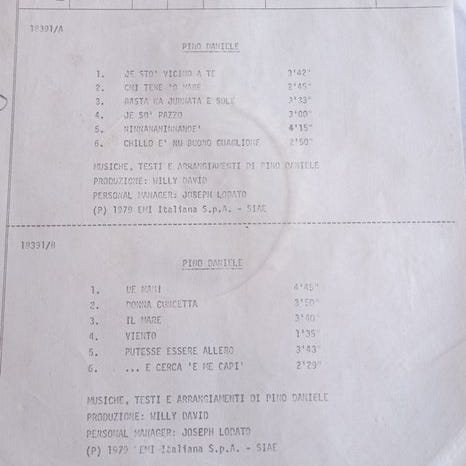 18391/A
PINO DANIELE
1. JE STO' VICINO A TE 3'42"
2. CHI TENE 'O MARE 2'45"
3. BASTA NA JURNATA E SOLE 3'33"
4. JE SO' PAZZO 3'00"
5. NINNANANINNANOE' 4'15"
6. CHILLO E' NU BUONO GUAGLIONE 2'50"
MUSICHE, TESTI E ARRANGIAMENTI DI PINO DANIELE
PRODUZIONE: WILLY DAVID
PERSONAL MANAGER: JOSEPH LODATO
(P) 1979 EMI Italiana S.p.A. - SIAE
18391/B
PINO DANIELE
1. UE MAN! 4'45"
2. DONNA CUNCETTA 3'50"
3. IL MARE 3'40"
4. VIENTO 1'35"
5. PUTESSE ESSERE ALLERO 3'43"
6. ... E CERCA 'E ME CAPI' 2'29"
MUSICHE, TESTI E ARRANGIAMENTI DI PINO DANIELE
PRODUZIONE: WILLY DAVID
PERSONAL MANAGER: JOSEPH LODATO
(P) 1979 EMI Italiana S.p.A. - SIAE